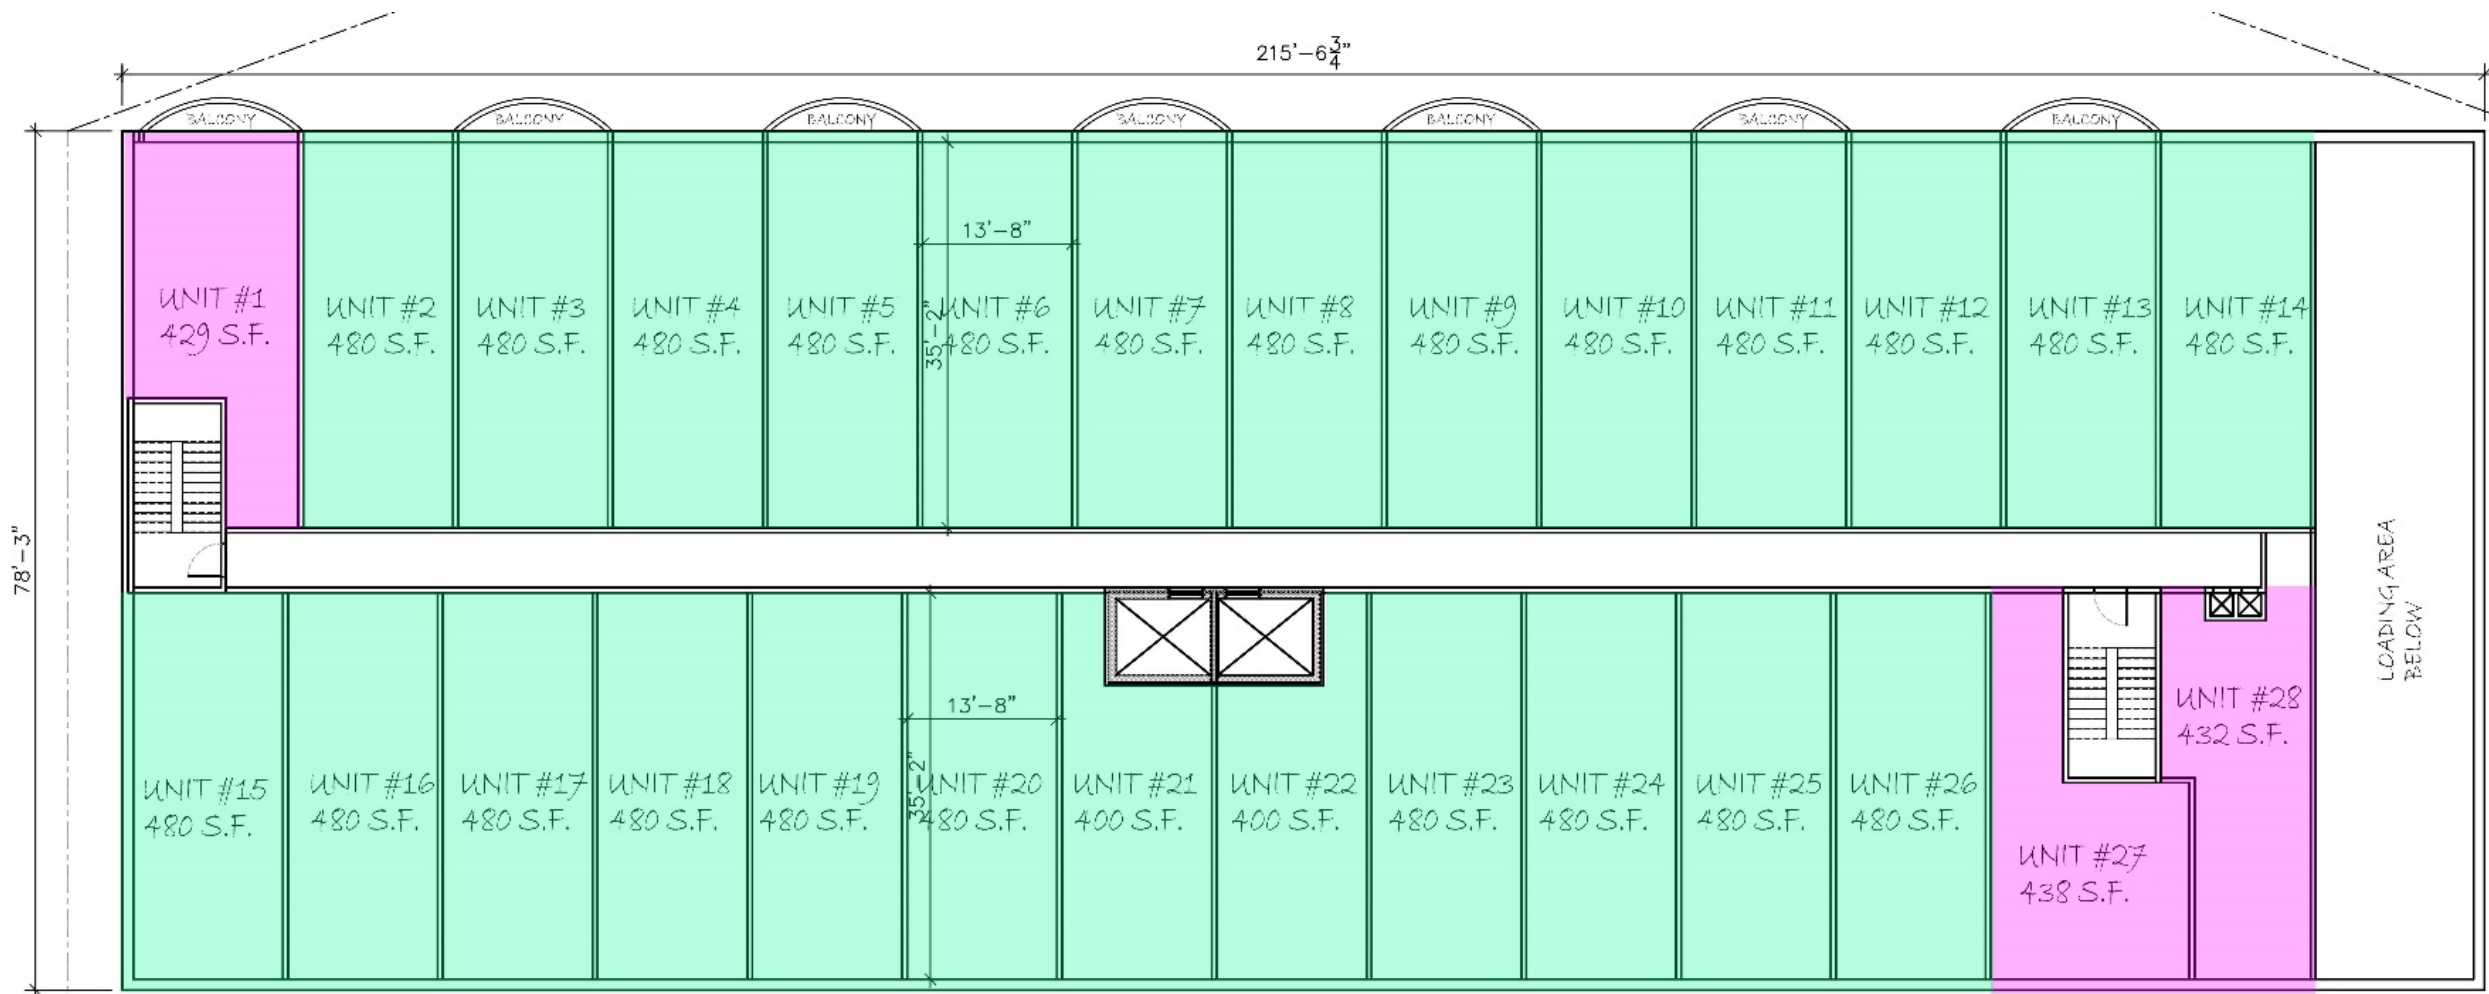 215'-6 3/4"
BALCONY
BALCONY
BALCONY
BALCONY
BALCONY
BALCONY
BALCONY
13'-8"
35'-2"
UNIT #1
429 S.F.
UNIT #2
480 S.F.
UNIT #3
480 S.F.
UNIT #4
480 S.F.
UNIT #5
480 S.F.
UNIT #6
480 S.F.
UNIT #7
480 S.F.
UNIT #8
480 S.F.
UNIT #9
480 S.F.
UNIT #10
480 S.F.
UNIT #11
480 S.F.
UNIT #12
480 S.F.
UNIT #13
480 S.F.
UNIT #14
480 S.F.
78'-3"
LOADING AREA
BELOW
13'-8"
35'-2"
UNIT #15
480 S.F.
UNIT #16
480 S.F.
UNIT #17
480 S.F.
UNIT #18
480 S.F.
UNIT #19
480 S.F.
UNIT #20
480 S.F.
UNIT #21
400 S.F.
UNIT #22
400 S.F.
UNIT #23
480 S.F.
UNIT #24
480 S.F.
UNIT #25
480 S.F.
UNIT #26
480 S.F.
UNIT #27
438 S.F.
UNIT #28
432 S.F.